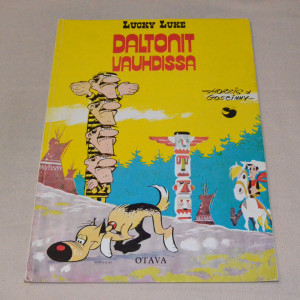 LUCKY LUKE
DALTONIT
VAUHDISSA
MORRIS
GOSCINNY
OTAVA